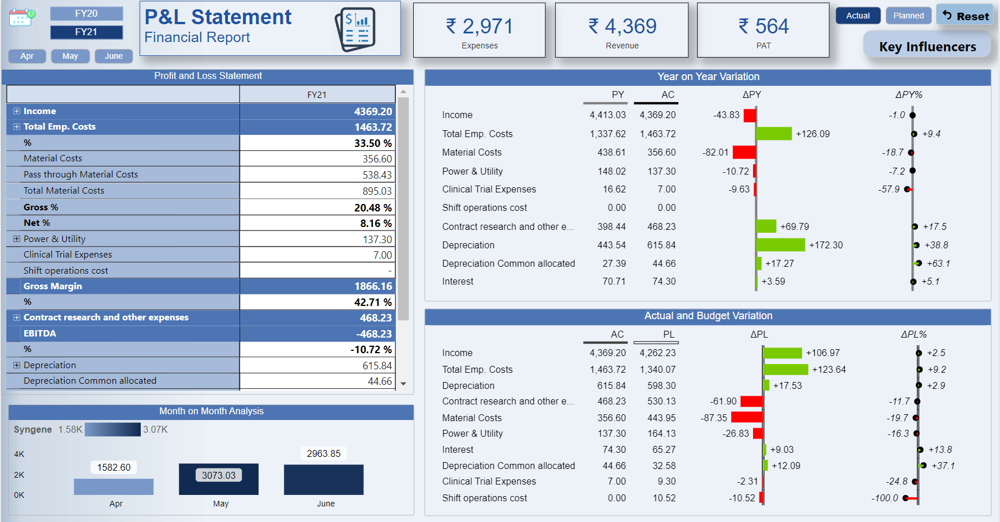 FY20
FY21
Apr May June
P&L Statement
Financial Report
₹ 2,971
Expenses
₹ 4,369
Revenue
₹ 564
PAT
Actual Planned Reset
Key Influencers
Profit and Loss Statement
FY21
Income 4369.20
Total Emp. Costs 1463.72
% 33.50 %
Material Costs 356.60
Pass through Material Costs 538.43
Total Material Costs 895.03
Gross % 20.48 %
Net % 8.16 %
Power & Utility 137.30
Clinical Trial Expenses 7.00
Shift operations cost -
Gross Margin 1866.16
% 42.71 %
Contract research and other expenses 468.23
EBITDA -468.23
% -10.72 %
Depreciation 615.84
Depreciation Common allocated 44.66
Month on Month Analysis
Syngene 1.58K 3.07K
4K
2K
0K
1582.60
3073.03
2963.85
Apr May June
Year on Year Variation
PY AC ΔPY ΔPY%
Income 4,413.03 4,369.20 -43.83 -1.0
Total Emp. Costs 1,337.62 1,463.72 +126.09 +9.4
Material Costs 438.61 356.60 -82.01 -18.7
Power & Utility 148.02 137.30 -10.72 -7.2
Clinical Trial Expenses 16.62 7.00 -9.63 -57.9
Shift operations cost 0.00 0.00
Contract research and other e... 398.44 468.23 +69.79 +17.5
Depreciation 443.54 615.84 +172.30 +38.8
Depreciation Common allocated 27.39 44.66 +17.27 +63.1
Interest 70.71 74.30 +3.59 +5.1
Actual and Budget Variation
AC PL ΔPL ΔPL%
Income 4,369.20 4,262.23 +106.97 +2.5
Total Emp. Costs 1,463.72 1,340.07 +123.64 +9.2
Depreciation 615.84 598.30 +17.53 +2.9
Contract research and other e... 468.23 530.13 -61.90 -11.7
Material Costs 356.60 443.95 -87.35 -19.7
Power & Utility 137.30 164.13 -26.83 -16.3
Interest 74.30 65.27 +9.03 +13.8
Depreciation Common allocated 44.66 32.58 +12.09 +37.1
Clinical Trial Expenses 7.00 9.30 -2.31 -24.8
Shift operations cost 0.00 10.52 -10.52 -100.0